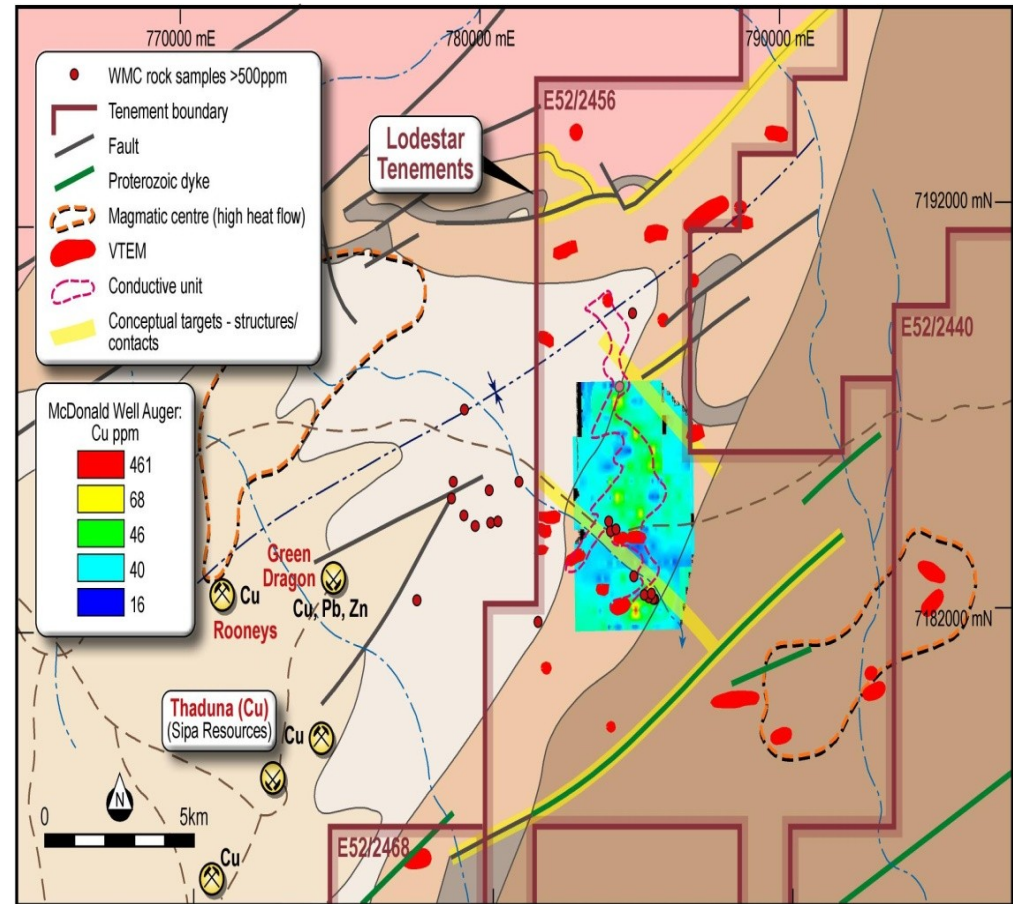 770000 mE
780000 mE
790000 mE
WMC rock samples >500ppm
Tenement boundary
Fault
Proterozoic dyke
Magmatic centre (high heat flow)
VTEM
Conductive unit
Conceptual targets - structures/
contacts
E52/2456
Lodestar
Tenements
7192000 mN
E52/2440
McDonald Well Auger:
Cu ppm
461
68
46
40
16
Green
Dragon
Cu, Pb, Zn
Cu
Rooneys
7182000 mN
Thaduna (Cu)
(Sipa Resources)
Cu
N
0
5km
E52/2468
Cu